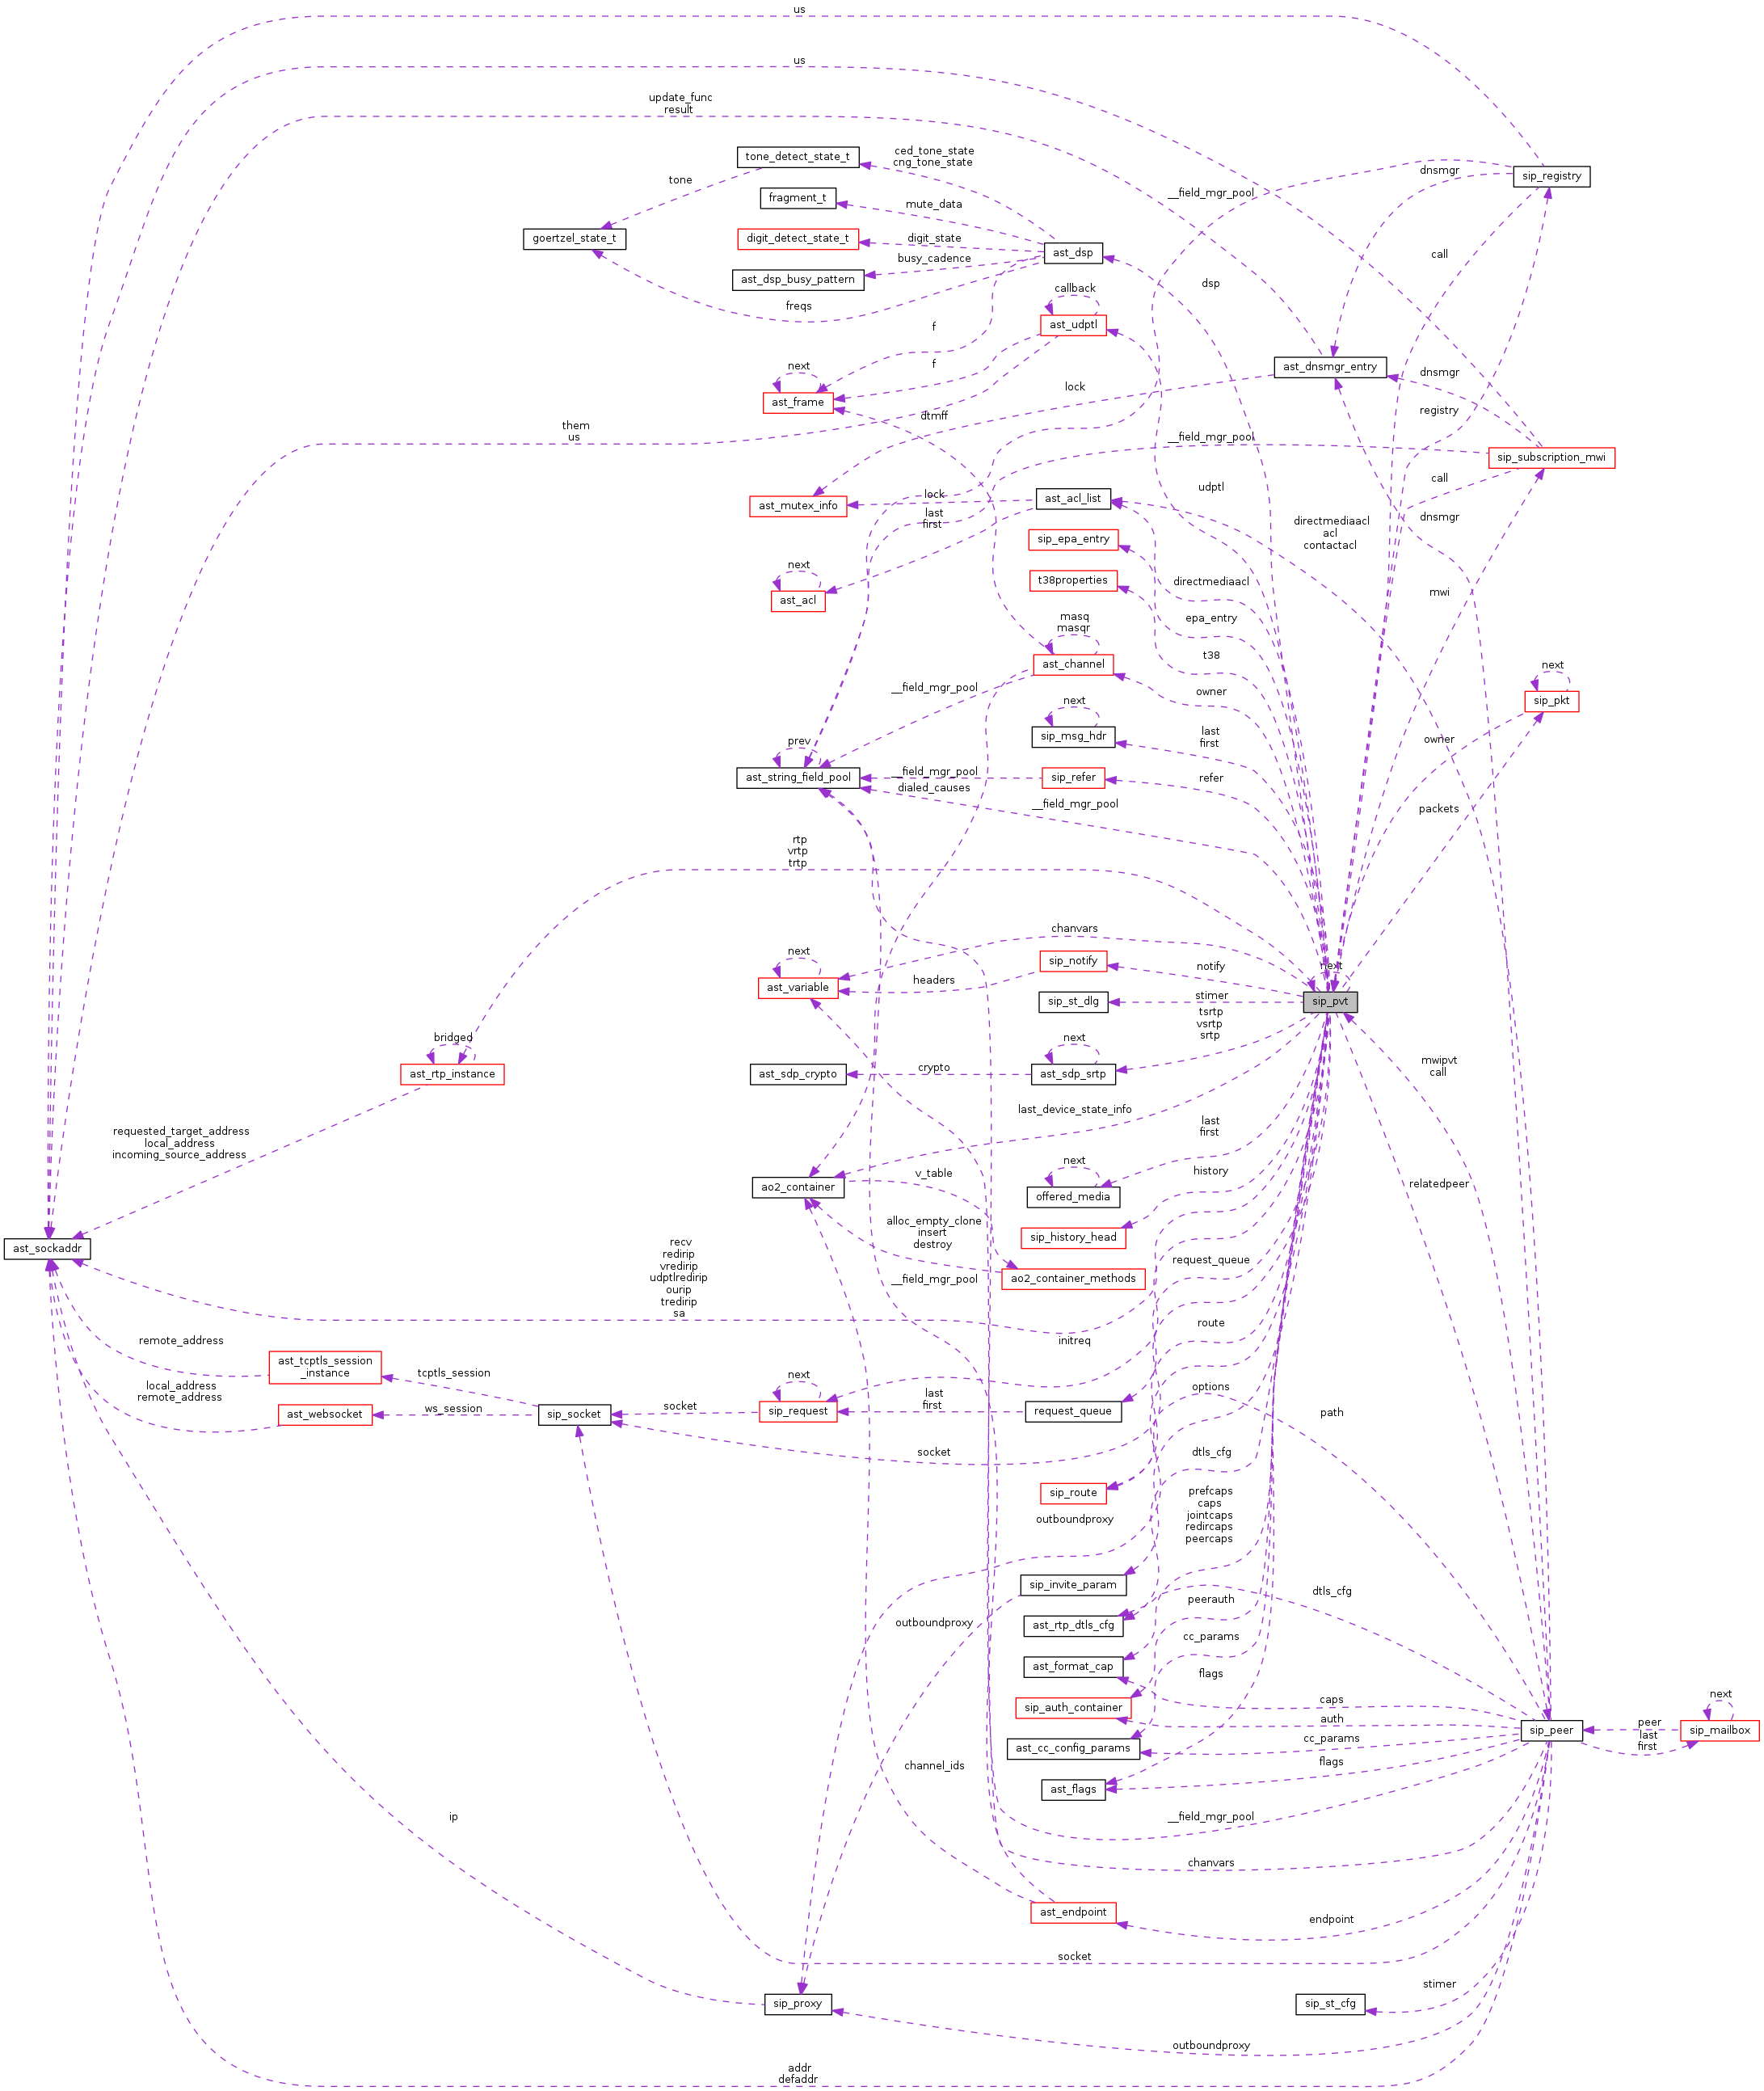 us
us
update_func
result
ced_tone_state
cng_tone_state
tone_detect_state_t
dnsmgr
sip_registry
tone
__field_mgr_pool
fragment_t
mute_data
goertzel_state_t
digit_detect_state_t
digit_state
ast_dsp
call
busy_cadence
ast_dsp_busy_pattern
dsp
callback
freqs
ast_udptl
f
next
f
ast_dnsmgr_entry
dnsmgr
lock
ast_frame
dtmff
registry
them
us
__field_mgr_pool
sip_subscription_mwi
call
udptl
lock
ast_acl_list
ast_mutex_info
last
first
directmediaacl
acl
contactacl
dnsmgr
sip_epa_entry
next
t38properties
directmediaacl
ast_acl
mwi
masq
masqr
epa_entry
t38
ast_channel
next
__field_mgr_pool
owner
sip_pkt
next
last
first
sip_msg_hdr
prev
owner
ast_string_field_pool
__field_mgr_pool
sip_refer
refer
dialed_causes
__field_mgr_pool
packets
rtp
vrtp
trtp
chanvars
next
sip_notify
notify
next
headers
ast_variable
sip_st_dlg
stimer
sip_pvt
tsrtp
vsrtp
srtp
bridged
next
mwipvt
call
ast_rtp_instance
ast_sdp_crypto
crypto
ast_sdp_srtp
last_device_state_info
last
first
requested_target_address
local_address
incoming_source_address
next
v_table
history
ao2_container
offered_media
relatedpeer
alloc_empty_clone
insert
destroy
sip_history_head
ast_sockaddr
recv
redirip
vredirip
udptlredirip
ourip
tredirip
sa
request_queue
__field_mgr_pool
ao2_container_methods
route
remote_address
initreq
ast_tcptls_session
_instance
tcptls_session
next
local_address
remote_address
options
last
first
ast_websocket
ws_session
sip_socket
socket
sip_request
request_queue
path
socket
dtls_cfg
sip_route
prefcaps
caps
jointcaps
redircaps
peercaps
outboundproxy
sip_invite_param
dtls_cfg
peerauth
outboundproxy
ast_rtp_dtls_cfg
cc_params
ast_format_cap
flags
caps
next
sip_auth_container
auth
sip_peer
peer
sip_mailbox
cc_params
last
first
ast_cc_config_params
flags
channel_ids
ast_flags
ip
__field_mgr_pool
chanvars
ast_endpoint
endpoint
socket
stimer
sip_proxy
sip_st_cfg
outboundproxy
addr
defaddr